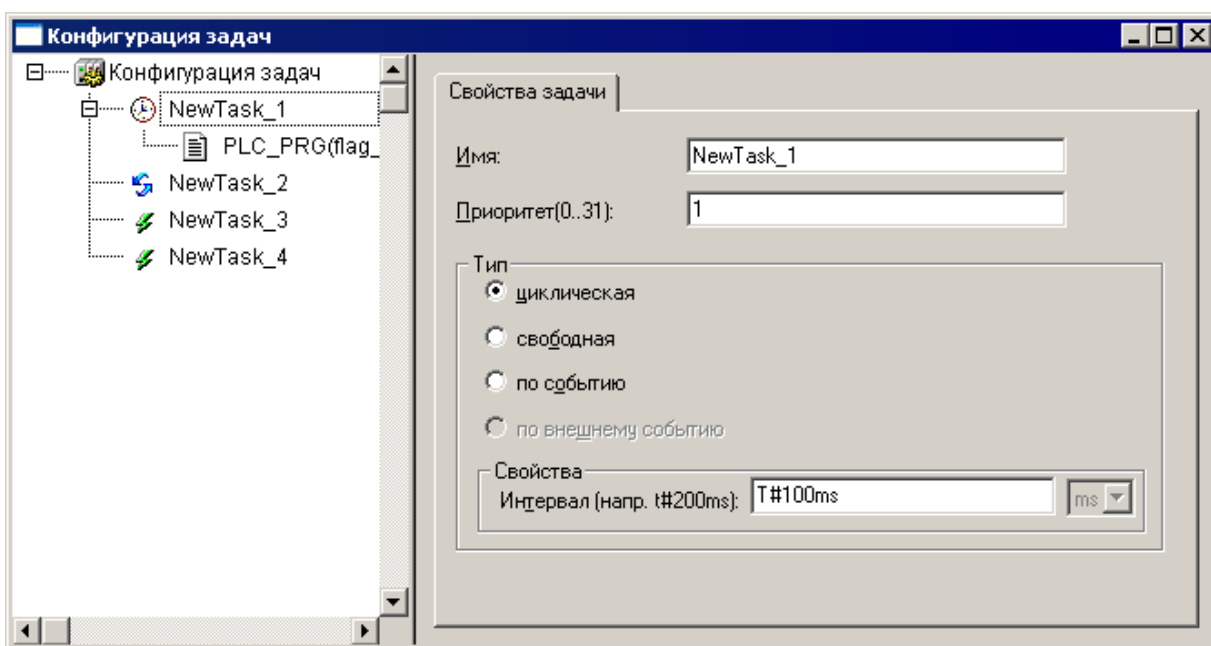 Конфигурация задач
Конфигурация задач
NewTask_1
PLC_PRG(flag_
NewTask_2
NewTask_3
NewTask_4
Свойства задачи
Имя: NewTask_1
Приоритет(0..31): 1
Тип
циклическая
свободная
по событию
по внешнему событию
Свойства
Интервал (напр. t#200ms): T#100ms ms